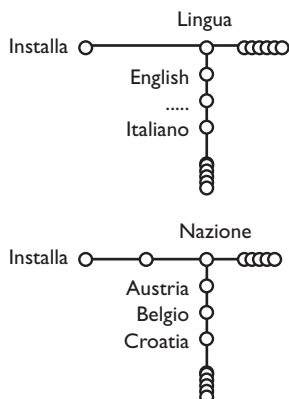 Lingua
Installa
English
.....
Italiano
Nazione
Installa
Austria
Belgio
Croatia